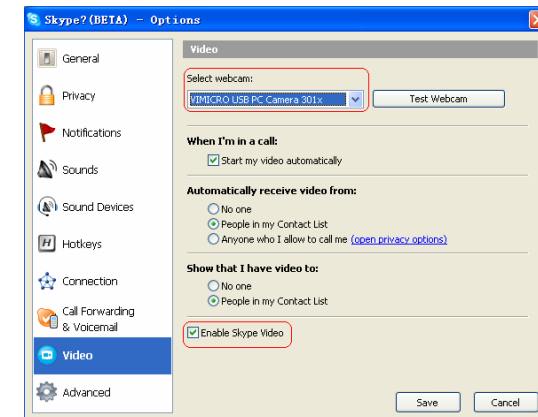 Skype?(BETA) - Options
General
Privacy
Notifications
Sounds
Sound Devices
Hotkeys
Connection
Call Forwarding
& Voicemail
Video
Advanced
Video
Select webcam:
VIMICRO USB PC Camera 301x
Test Webcam
When I'm in a call:
Start my video automatically
Automatically receive video from:
No one
People in my Contact List
Anyone who I allow to call me (open privacy options)
Show that I have video to:
No one
People in my Contact List
Enable Skype Video
Save
Cancel